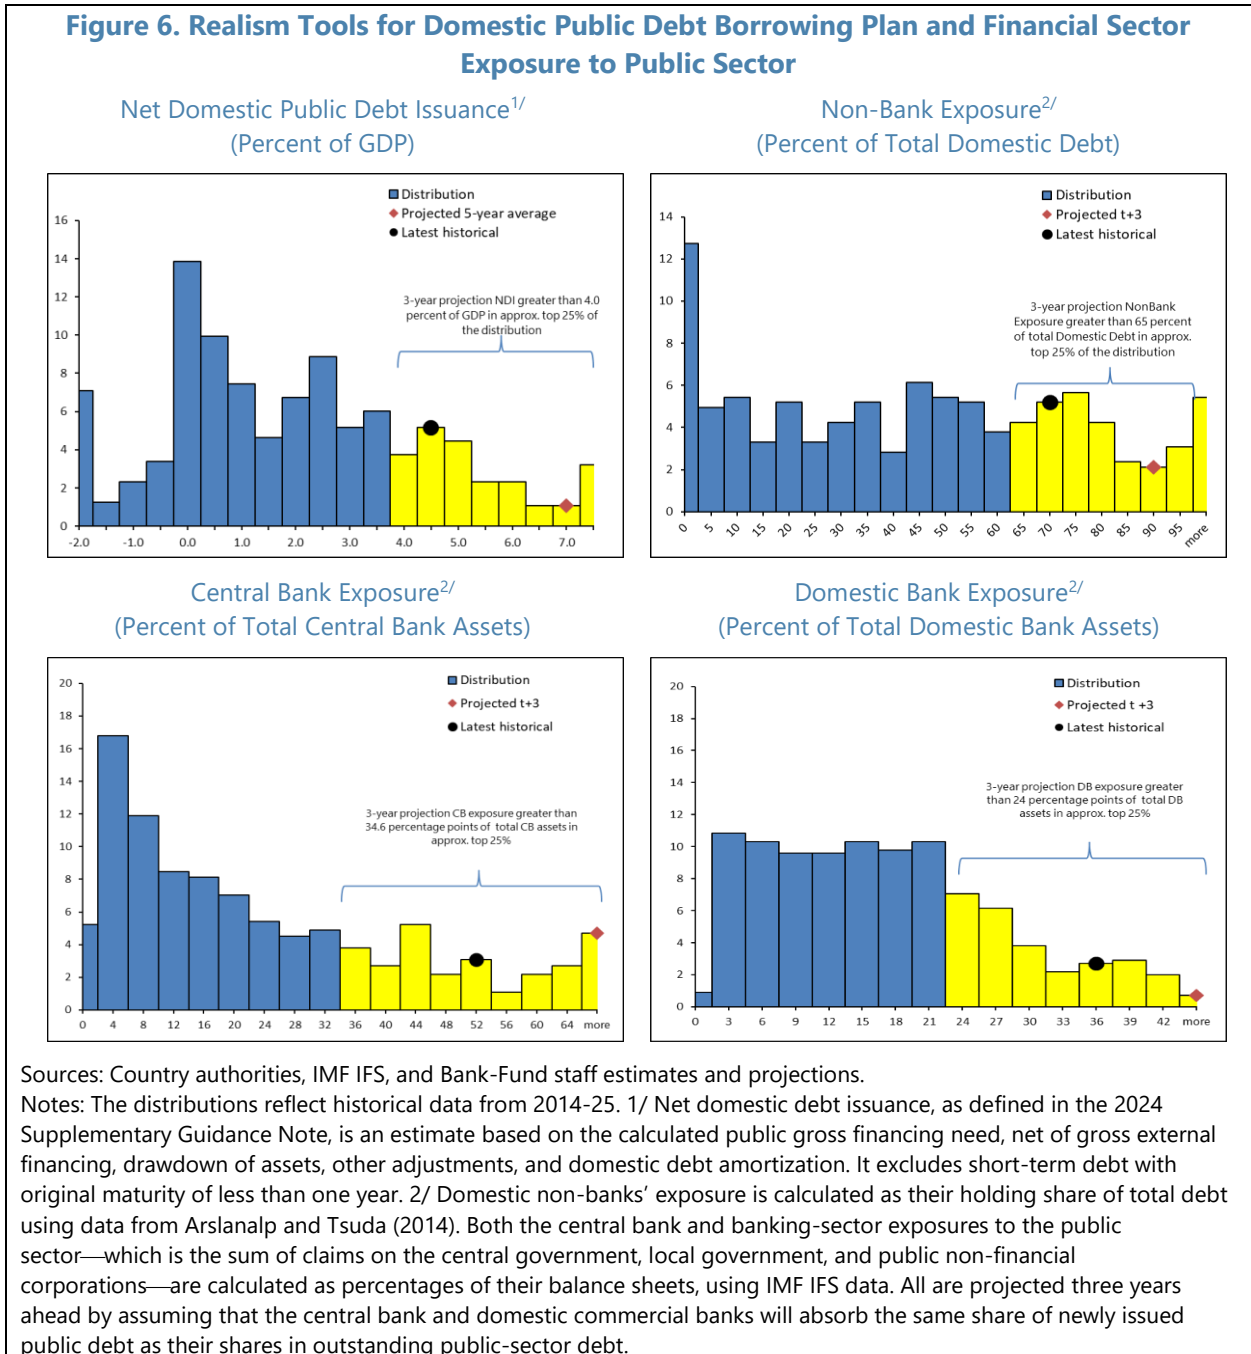 Figure 6. Realism Tools for Domestic Public Debt Borrowing Plan and Financial Sector
Exposure to Public Sector
Net Domestic Public Debt Issuance1/
(Percent of GDP)
Distribution
Projected 5-year average
Latest historical
3-year projection NDI greater than 4.0
percent of GDP in approx. top 25% of
the distribution
16
14
12
10
8
6
4
2
0
-2.0 -1.0 0.0 1.0 2.0 3.0 4.0 5.0 6.0 7.0
Non-Bank Exposure2/
(Percent of Total Domestic Debt)
Distribution
Projected t+3
Latest historical
3-year projection NonBank
Exposure greater than 65 percent
of total Domestic Debt in approx.
top 25% of the distribution
14
12
10
8
6
4
2
0
0 5 10 15 20 25 30 35 40 45 50 55 60 65 70 75 80 85 90 95 more
Central Bank Exposure2/
(Percent of Total Central Bank Assets)
Distribution
Projected t+3
Latest historical
3-year projection CB exposure greater than
34.6 percentage points of total CB assets in
approx. top 25%
20
18
16
14
12
10
8
6
4
2
0
0 4 8 12 16 20 24 28 32 36 40 44 48 52 56 60 64 more
Domestic Bank Exposure2/
(Percent of Total Domestic Bank Assets)
Distribution
Projected t +3
Latest historical
3-year projection DB exposure greater
than 24 percentage points of total DB
assets in approx. top 25%
20
18
16
14
12
10
8
6
4
2
0
0 3 6 9 12 15 18 21 24 27 30 33 36 39 42 more
Sources: Country authorities, IMF IFS, and Bank-Fund staff estimates and projections.
Notes: The distributions reflect historical data from 2014-25. 1/ Net domestic debt issuance, as defined in the 2024
Supplementary Guidance Note, is an estimate based on the calculated public gross financing need, net of gross external
financing, drawdown of assets, other adjustments, and domestic debt amortization. It excludes short-term debt with
original maturity of less than one year. 2/ Domestic non-banks’ exposure is calculated as their holding share of total debt
using data from Arslanalp and Tsuda (2014). Both the central bank and banking-sector exposures to the public
sector—which is the sum of claims on the central government, local government, and public non-financial
corporations—are calculated as percentages of their balance sheets, using IMF IFS data. All are projected three years
ahead by assuming that the central bank and domestic commercial banks will absorb the same share of newly issued
public debt as their shares in outstanding public-sector debt.